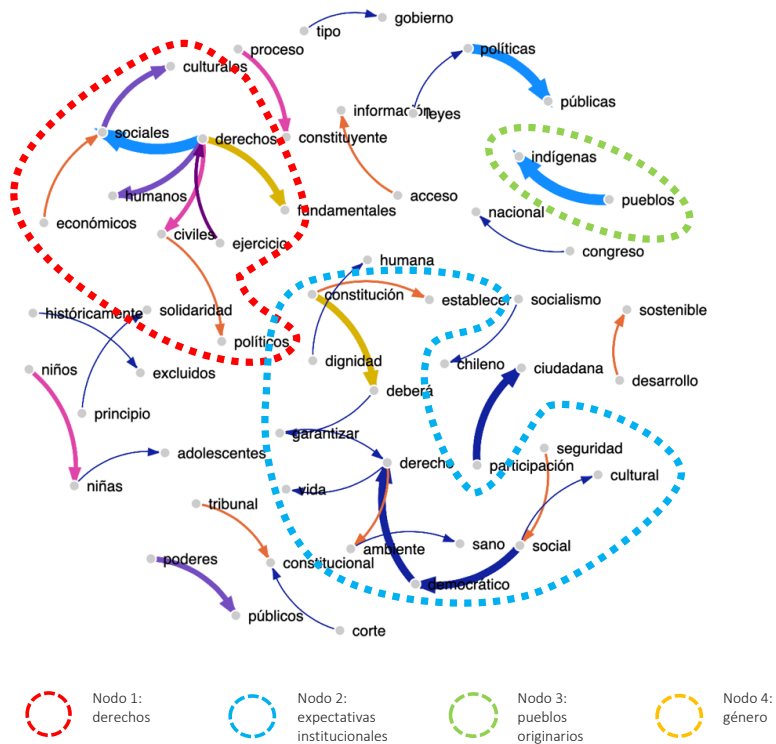 gobierno
tipo
proceso
políticas
culturales
públicas
información
leyes
sociales
derechos
constituyente
indígenas
humanos
acceso
pueblos
fundamentales
nacional
económicos
civiles
ejercicio
congreso
humana
constitución
establecer
socialismo
históricamente
solidaridad
sostenible
políticos
niños
excluidos
dignidad
chileno
ciudadana
desarrollo
deberá
principio
garantizar
adolescentes
derecho
participación
seguridad
cultural
niñas
vida
tribunal
poderes
constitucional
ambiente
sano
social
democrático
públicos
corte
Nodo 1:
derechos
Nodo 2:
expectativas
institucionales
Nodo 3:
pueblos
originarios
Nodo 4:
género